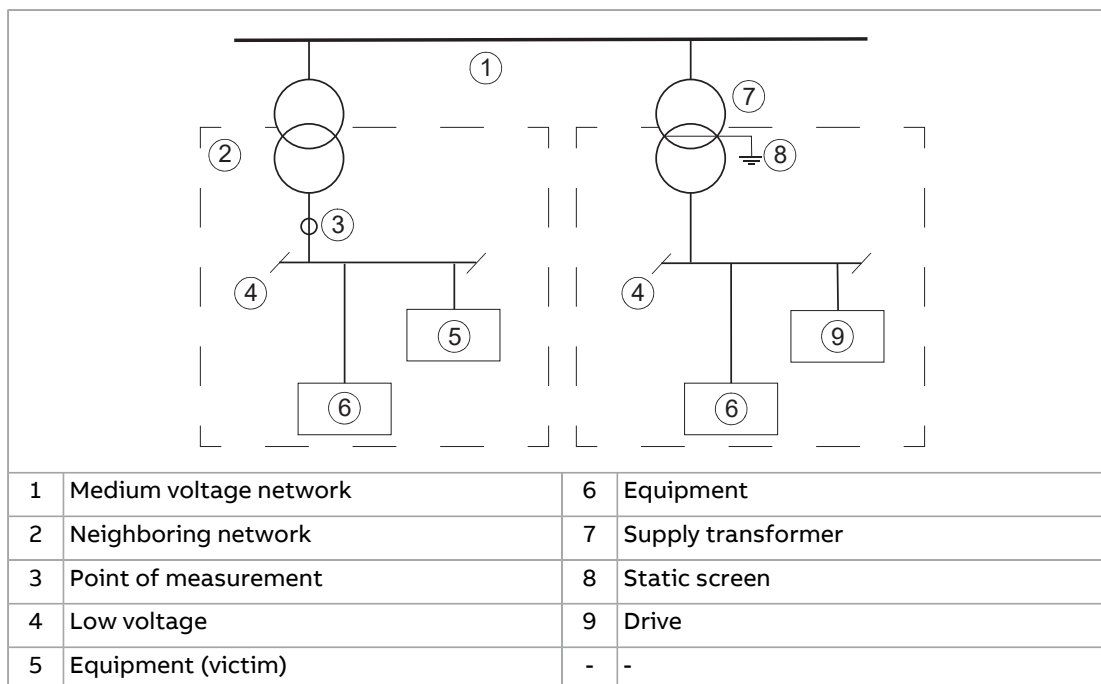 1
7
2
8
3
4
4
5
9
6
6
1 Medium voltage network 6 Equipment
2 Neighboring network 7 Supply transformer
3 Point of measurement 8 Static screen
4 Low voltage 9 Drive
5 Equipment (victim) - -